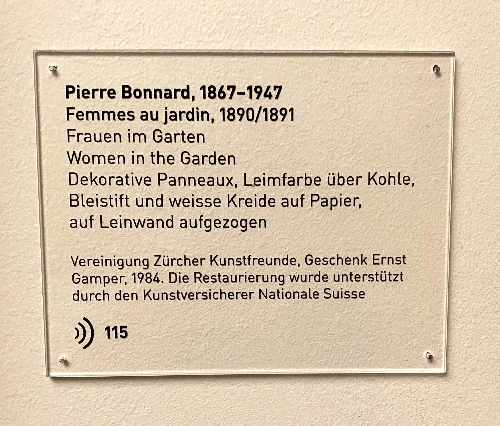 Pierre Bonnard, 1867–1947
Femmes au jardin, 1890/1891
Frauen im Garten
Women in the Garden
Dekorative Panneaux, Leimfarbe über Kohle,
Bleistift und weisse Kreide auf Papier,
auf Leinwand aufgezogen
Vereinigung Zürcher Kunstfreunde, Geschenk Ernst
Gamper, 1984. Die Restaurierung wurde unterstützt
durch den Kunstversicherer Nationale Suisse
115